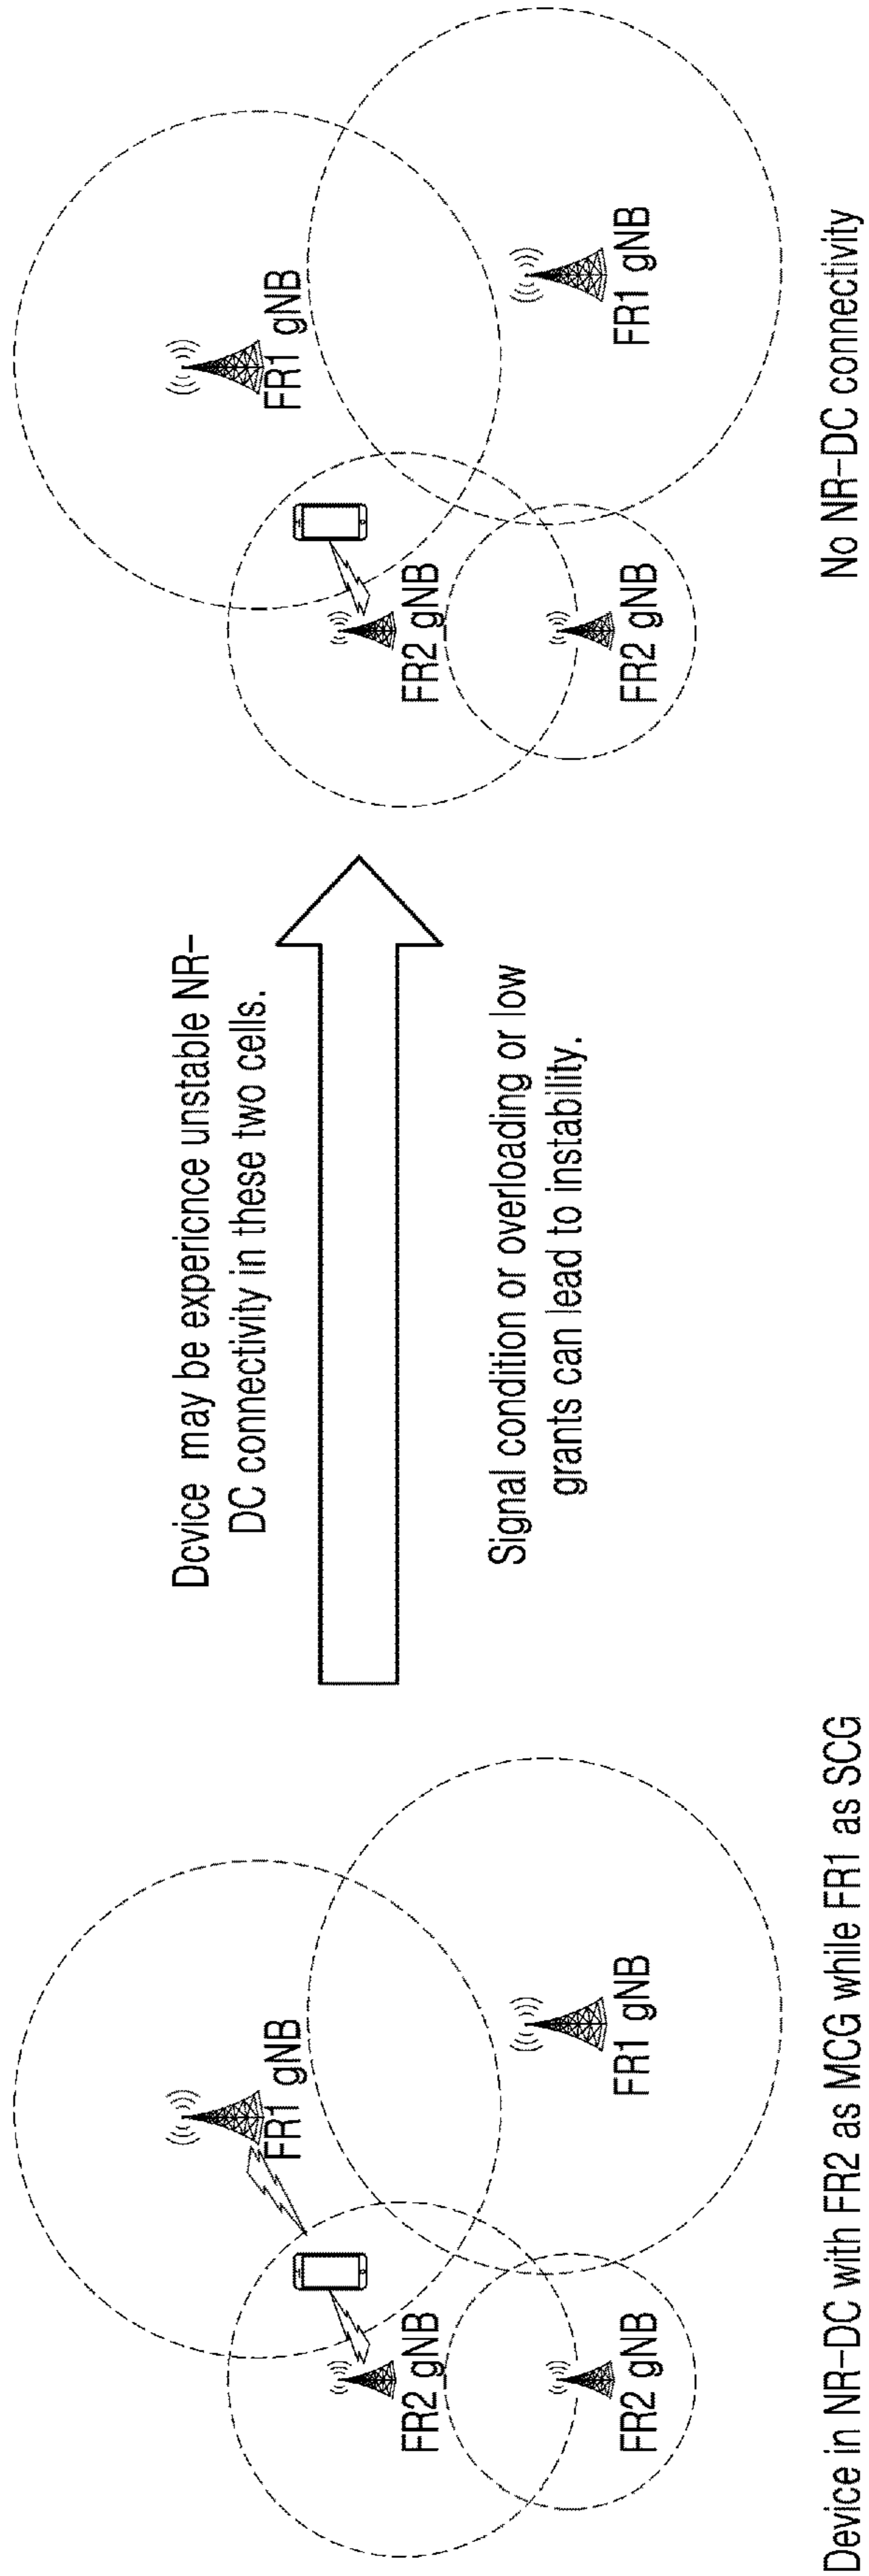 FR1 gNB
FR2 gNB
FR1 gNB
FR2 gNB
Device in NR-DC with FR2 as MCG while FR1 as SCG
Dcvice may be expericnce unstable NR-
DC connectivity in these two cells.
Signal condition or overloading or low
grants can lead to instability.
FR1 gNB
FR2 gNB
FR1 gNB
FR2 gNB
No NR-DC connectivity